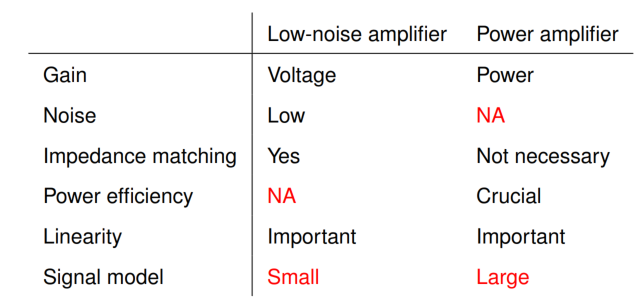 Low-noise amplifier Power amplifier
Gain Voltage Power
Noise Low NA
Impedance matching Yes Not necessary
Power efficiency NA Crucial
Linearity Important Important
Signal model Small Large